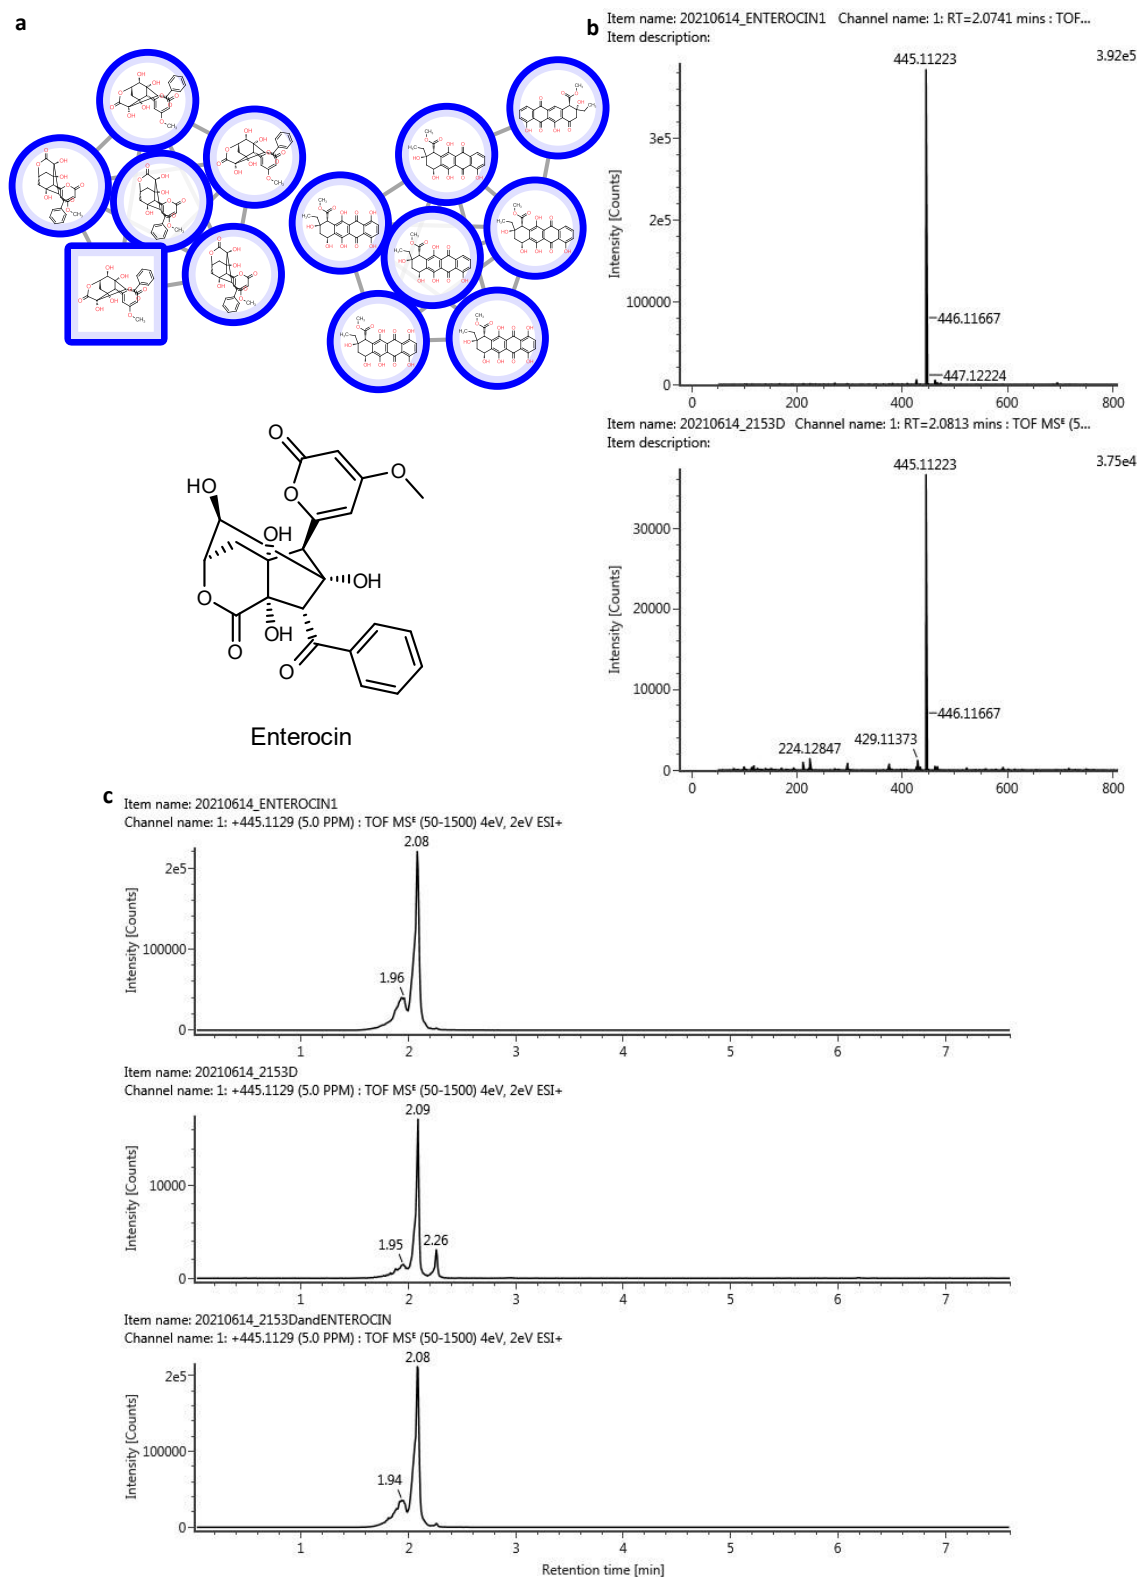 a
Enterocin
HO
O
O
O
OH
OH
O
O
OH
O
b
Item name: 20210614_ENTEROCIN1 Channel name: 1: RT=2.0741 mins : TOF...
Item description:
445.11223
3.92e5
3e5
2e5
100000
0
446.11667
447.12224
Intensity [Counts]
0 200 400 600 800
Item name: 20210614_2153D Channel name: 1: RT=2.0813 mins : TOF MSᴱ (5...
Item description:
445.11223
3.75e4
30000
20000
10000
0
446.11667
429.11373
224.12847
Intensity [Counts]
0 200 400 600 800
c
Item name: 20210614_ENTEROCIN1
Channel name: 1: +445.1129 (5.0 PPM) : TOF MSᴱ (50-1500) 4eV, 2eV ESI+
2.08
1.96
2e5
100000
0
Intensity [Counts]
1 2 3 4 5 6 7
Item name: 20210614_2153D
Channel name: 1: +445.1129 (5.0 PPM) : TOF MSᴱ (50-1500) 4eV, 2eV ESI+
2.09
1.95
2.26
10000
0
Intensity [Counts]
1 2 3 4 5 6 7
Item name: 20210614_2153DandENTEROCIN
Channel name: 1: +445.1129 (5.0 PPM) : TOF MSᴱ (50-1500) 4eV, 2eV ESI+
2.08
1.94
2e5
100000
0
Intensity [Counts]
1 2 3 4 5 6 7
Retention time [min]